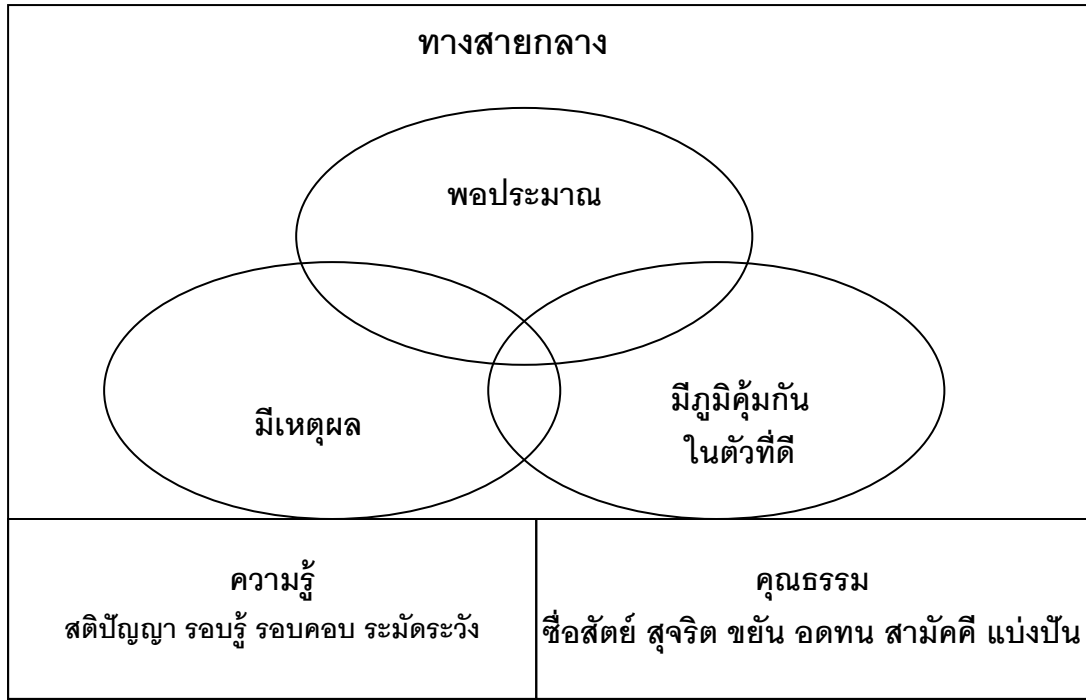 ทางสายกลาง
พอประมาณ
มีเหตุผล
มีภูมิคุ้มกัน
ในตัวที่ดี
ความรู้
สติปัญญา รอบรู้ รอบคอบ ระมัดระวัง
คุณธรรม
ซื่อสัตย์ สุจริต ขยัน อดทน สามัคคี แบ่งปัน